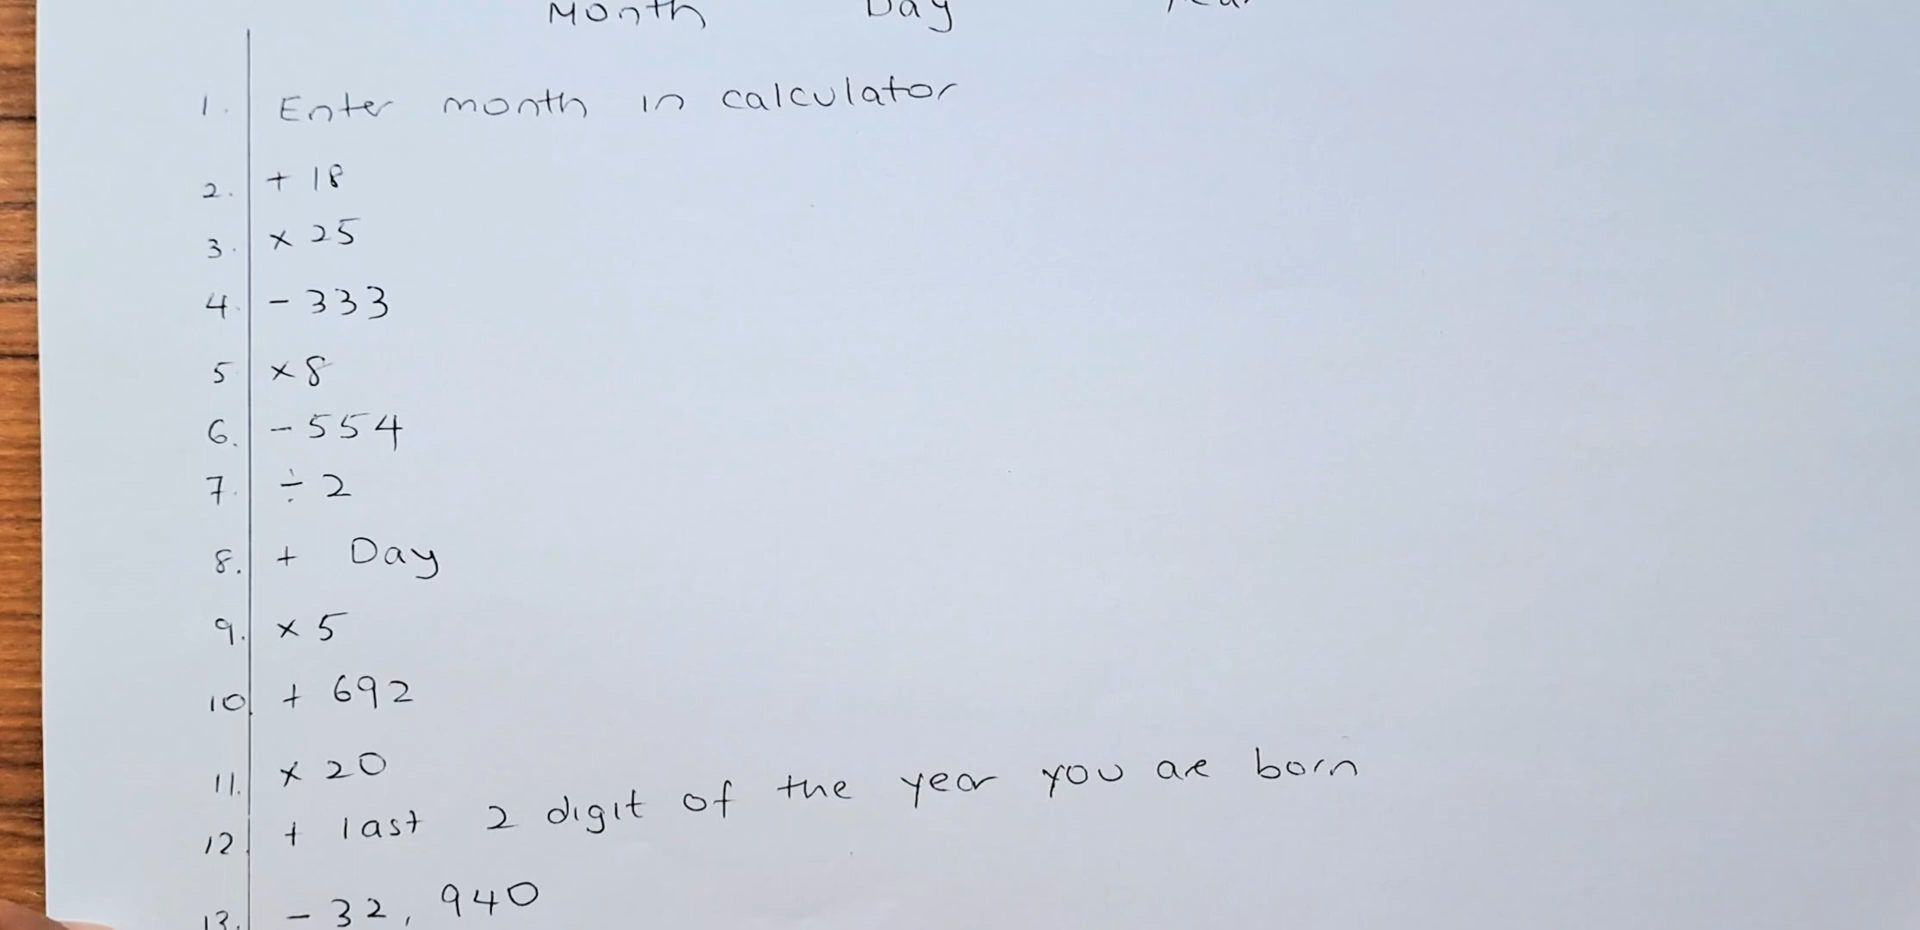 Month Day
1. Enter month in calculator
2. + 18
3. × 25
4. - 333
5 × 8
6. - 554
7. ÷ 2
8. + Day
9. × 5
10. + 692
11. × 20
12. + last 2 digit of the year you are born
13. - 32,940